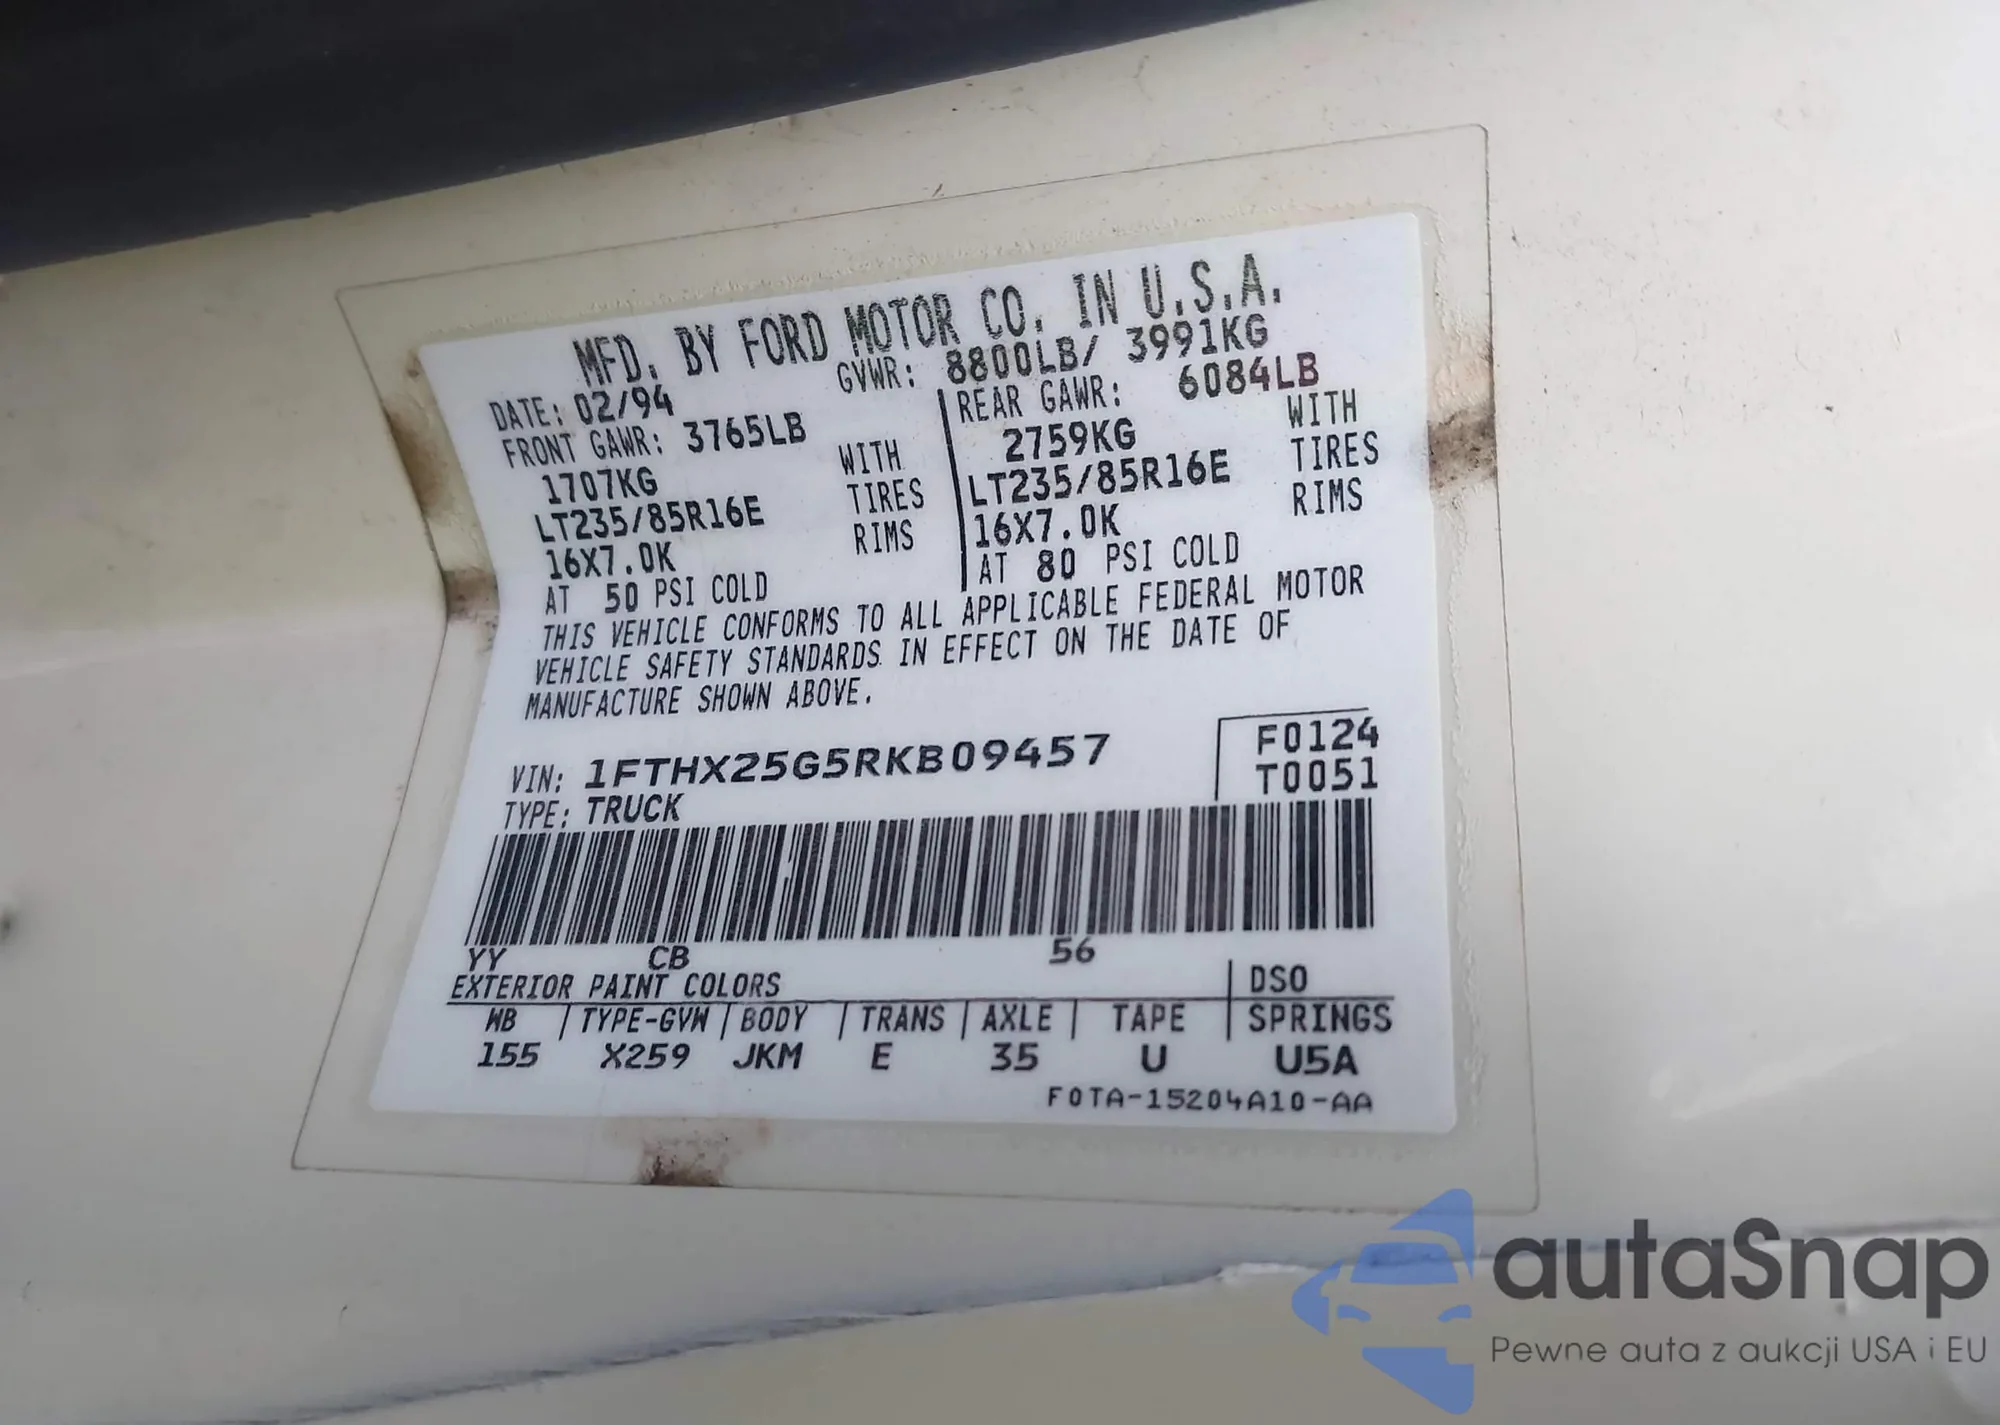 MFD. BY FORD MOTOR CO. IN U.S.A.
DATE: 02/94 GVWR: 8800LB/ 3991KG
FRONT GAWR: 3765LB REAR GAWR: 6084LB
1707KG WITH 2759KG WITH
LT235/85R16E TIRES LT235/85R16E TIRES
16X7.0K RIMS 16X7.0K RIMS
AT 50 PSI COLD AT 80 PSI COLD
THIS VEHICLE CONFORMS TO ALL APPLICABLE FEDERAL MOTOR
VEHICLE SAFETY STANDARDS IN EFFECT ON THE DATE OF
MANUFACTURE SHOWN ABOVE.
VIN: 1FTHX25G5RKB09457 F0124
TYPE: TRUCK T0051
YY CB 56
EXTERIOR PAINT COLORS DSO
WB TYPE-GVW BODY TRANS AXLE TAPE SPRINGS
155 X259 JKM E 35 U U5A
F0TA-15204A10-AA
autaSnap
Pewne auta z aukcji USA i EU